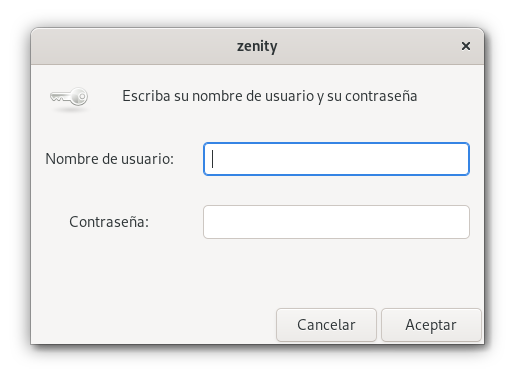 zenity
Escriba su nombre de usuario y su contraseña
Nombre de usuario:
Contraseña:
Cancelar Aceptar